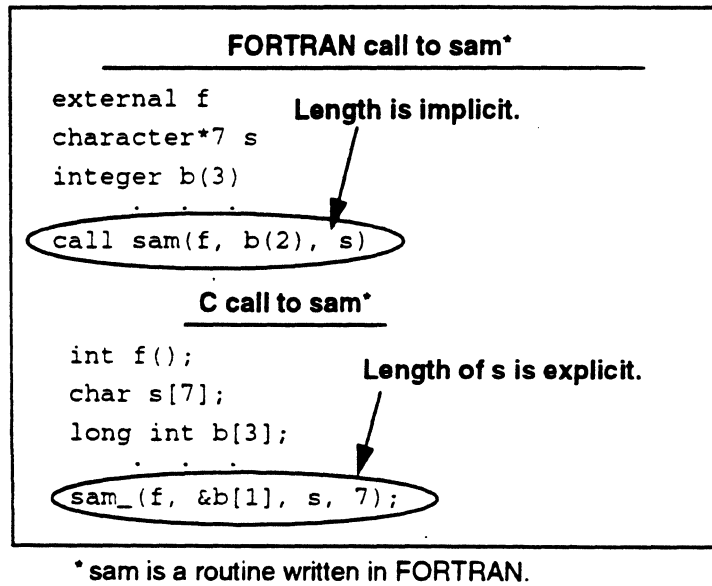 FORTRAN call to sam*
external f
Length is implicit.
character*7 s
integer b(3)
. . .
call sam(f, b(2), s)
C call to sam*
int f();
Length of s is explicit.
char s[7];
long int b[3];
. . .
sam_(f, &b[1], s, 7);
* sam is a routine written in FORTRAN.